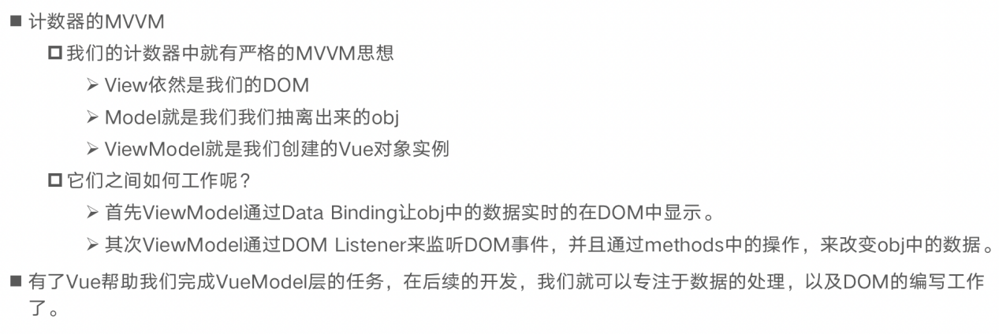 ■ 计数器的MVVM
我们的计数器中就有严格的MVVM思想
➢ View依然是我们的DOM
➢ Model就是我们我们抽离出来的obj
➢ ViewModel就是我们创建的Vue对象实例
它们之间如何工作呢？
➢ 首先ViewModel通过Data Binding让obj中的数据实时的在DOM中显示。
➢ 其次ViewModel通过DOM Listener来监听DOM事件，并且通过methods中的操作，来改变obj中的数据。
■ 有了Vue帮助我们完成VueModel层的任务，在后续的开发，我们就可以专注于数据的处理，以及DOM的编写工作
了。